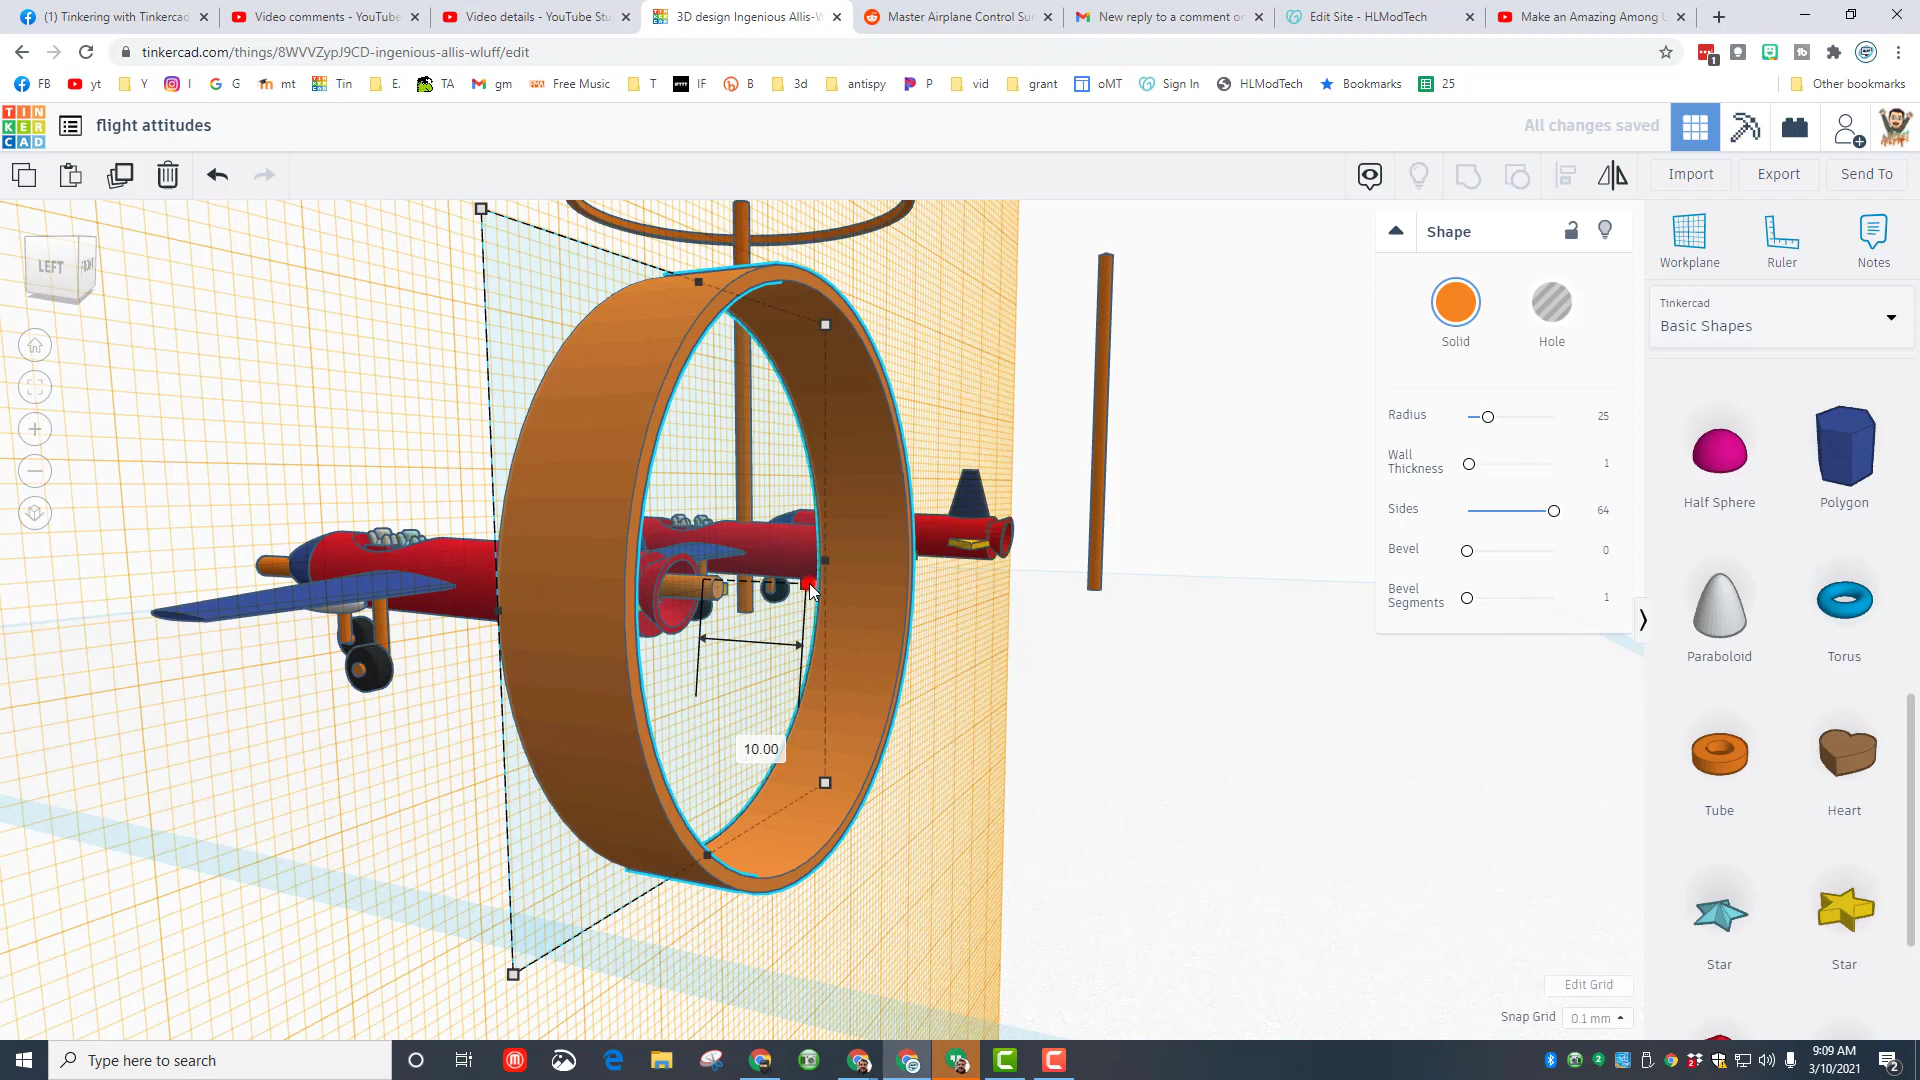 (1) Tinkering with Tinkercad
Video comments - YouTube
Video details - YouTube Stu
3D design Ingenious Allis-W
Master Airplane Control Sur
New reply to a comment on
Edit Site - HLModTech
Make an Amazing Among U
tinkercad.com/things/8WVVZypJ9CD-ingenious-allis-wluff/edit
1
FB
yt
Y
I
G
mt
Tin
E.
TA
gm
Free Music
T
IF
B
3d
antispy
P
vid
grant
oMT
Sign In
HLModTech
Bookmarks
25
Other bookmarks
TIN
KER
CAD
flight attitudes
All changes saved
Import
Export
Send To
LEFT
FRONT
Shape
Workplane
Ruler
Notes
Solid
Hole
Tinkercad
Basic Shapes
Radius
25
Wall Thickness
1
Sides
64
Bevel
0
Bevel Segments
1
10.00
Half Sphere
Polygon
Paraboloid
Torus
Tube
Heart
Star
Star
Edit Grid
Snap Grid
0.1 mm
Type here to search
9:09 AM
3/10/2021
2